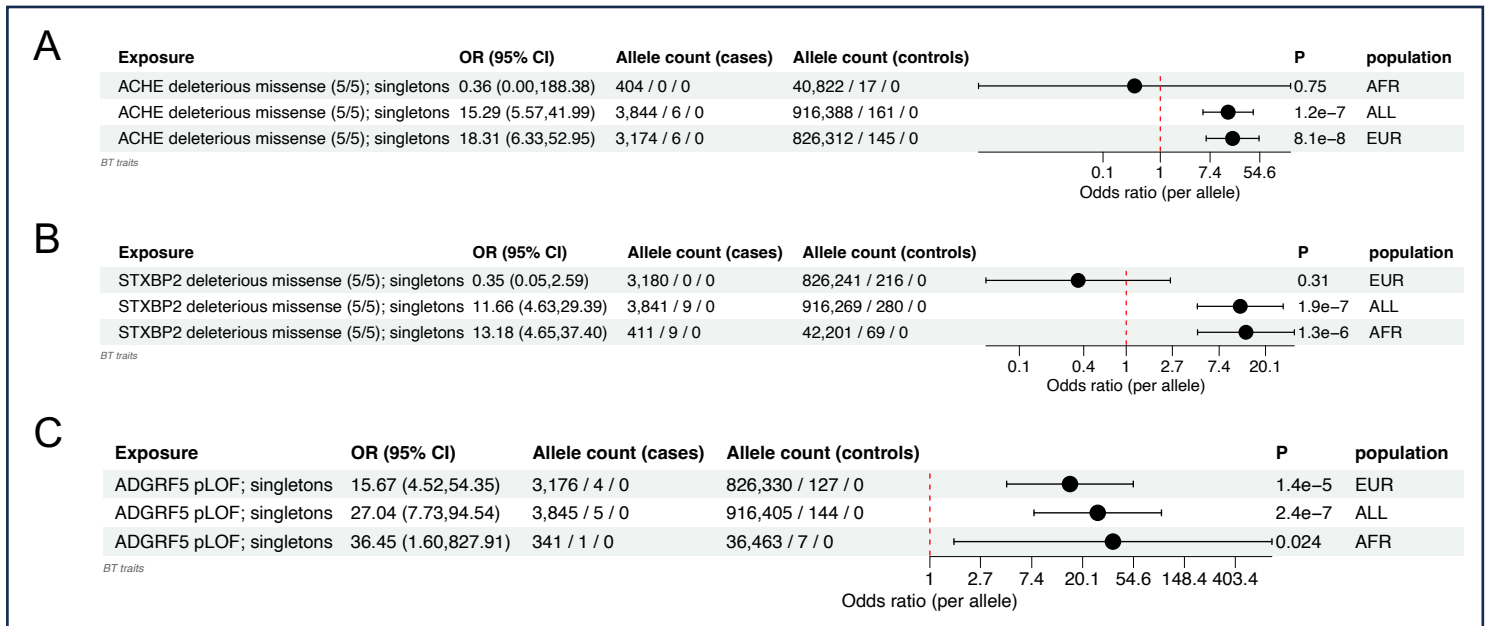 A
Exposure OR (95% CI) Allele count (cases) Allele count (controls) P population
ACHE deleterious missense (5/5); singletons 0.36 (0.00,188.38) 404 / 0 / 0 40,822 / 17 / 0 0.75 AFR
ACHE deleterious missense (5/5); singletons 15.29 (5.57,41.99) 3,844 / 6 / 0 916,388 / 161 / 0 1.2e−7 ALL
ACHE deleterious missense (5/5); singletons 18.31 (6.33,52.95) 3,174 / 6 / 0 826,312 / 145 / 0 8.1e−8 EUR
BT traits
0.1 1 7.4 54.6
Odds ratio (per allele)
B
Exposure OR (95% CI) Allele count (cases) Allele count (controls) P population
STXBP2 deleterious missense (5/5); singletons 0.35 (0.05,2.59) 3,180 / 0 / 0 826,241 / 216 / 0 0.31 EUR
STXBP2 deleterious missense (5/5); singletons 11.66 (4.63,29.39) 3,841 / 9 / 0 916,269 / 280 / 0 1.9e−7 ALL
STXBP2 deleterious missense (5/5); singletons 13.18 (4.65,37.40) 411 / 9 / 0 42,201 / 69 / 0 1.3e−6 AFR
BT traits
0.1 0.4 1 2.7 7.4 20.1
Odds ratio (per allele)
C
Exposure OR (95% CI) Allele count (cases) Allele count (controls) P population
ADGRF5 pLOF; singletons 15.67 (4.52,54.35) 3,176 / 4 / 0 826,330 / 127 / 0 1.4e−5 EUR
ADGRF5 pLOF; singletons 27.04 (7.73,94.54) 3,845 / 5 / 0 916,405 / 144 / 0 2.4e−7 ALL
ADGRF5 pLOF; singletons 36.45 (1.60,827.91) 341 / 1 / 0 36,463 / 7 / 0 0.024 AFR
BT traits
1 2.7 7.4 20.1 54.6 148.4 403.4
Odds ratio (per allele)